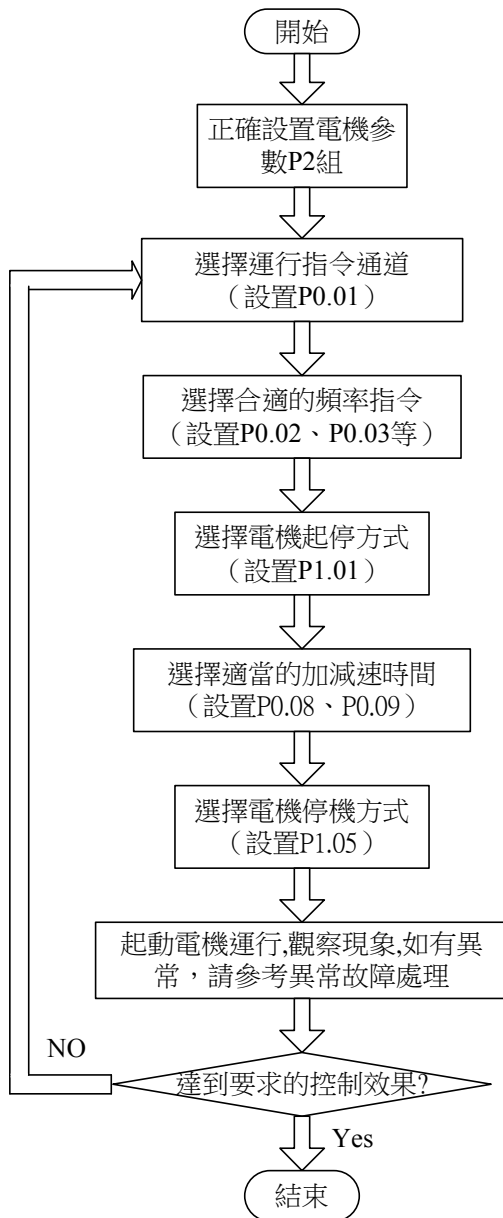 開始
正確設置電機參
數P2組
選擇運行指令通道
（設置P0.01）
選擇合適的頻率指令
（設置P0.02、P0.03等）
選擇電機起停方式
（設置P1.01）
選擇適當的加減速時間
（設置P0.08、P0.09）
選擇電機停機方式
（設置P1.05）
起動電機運行,觀察現象,如有異
常，請參考異常故障處理
NO
達到要求的控制效果?
Yes
結束